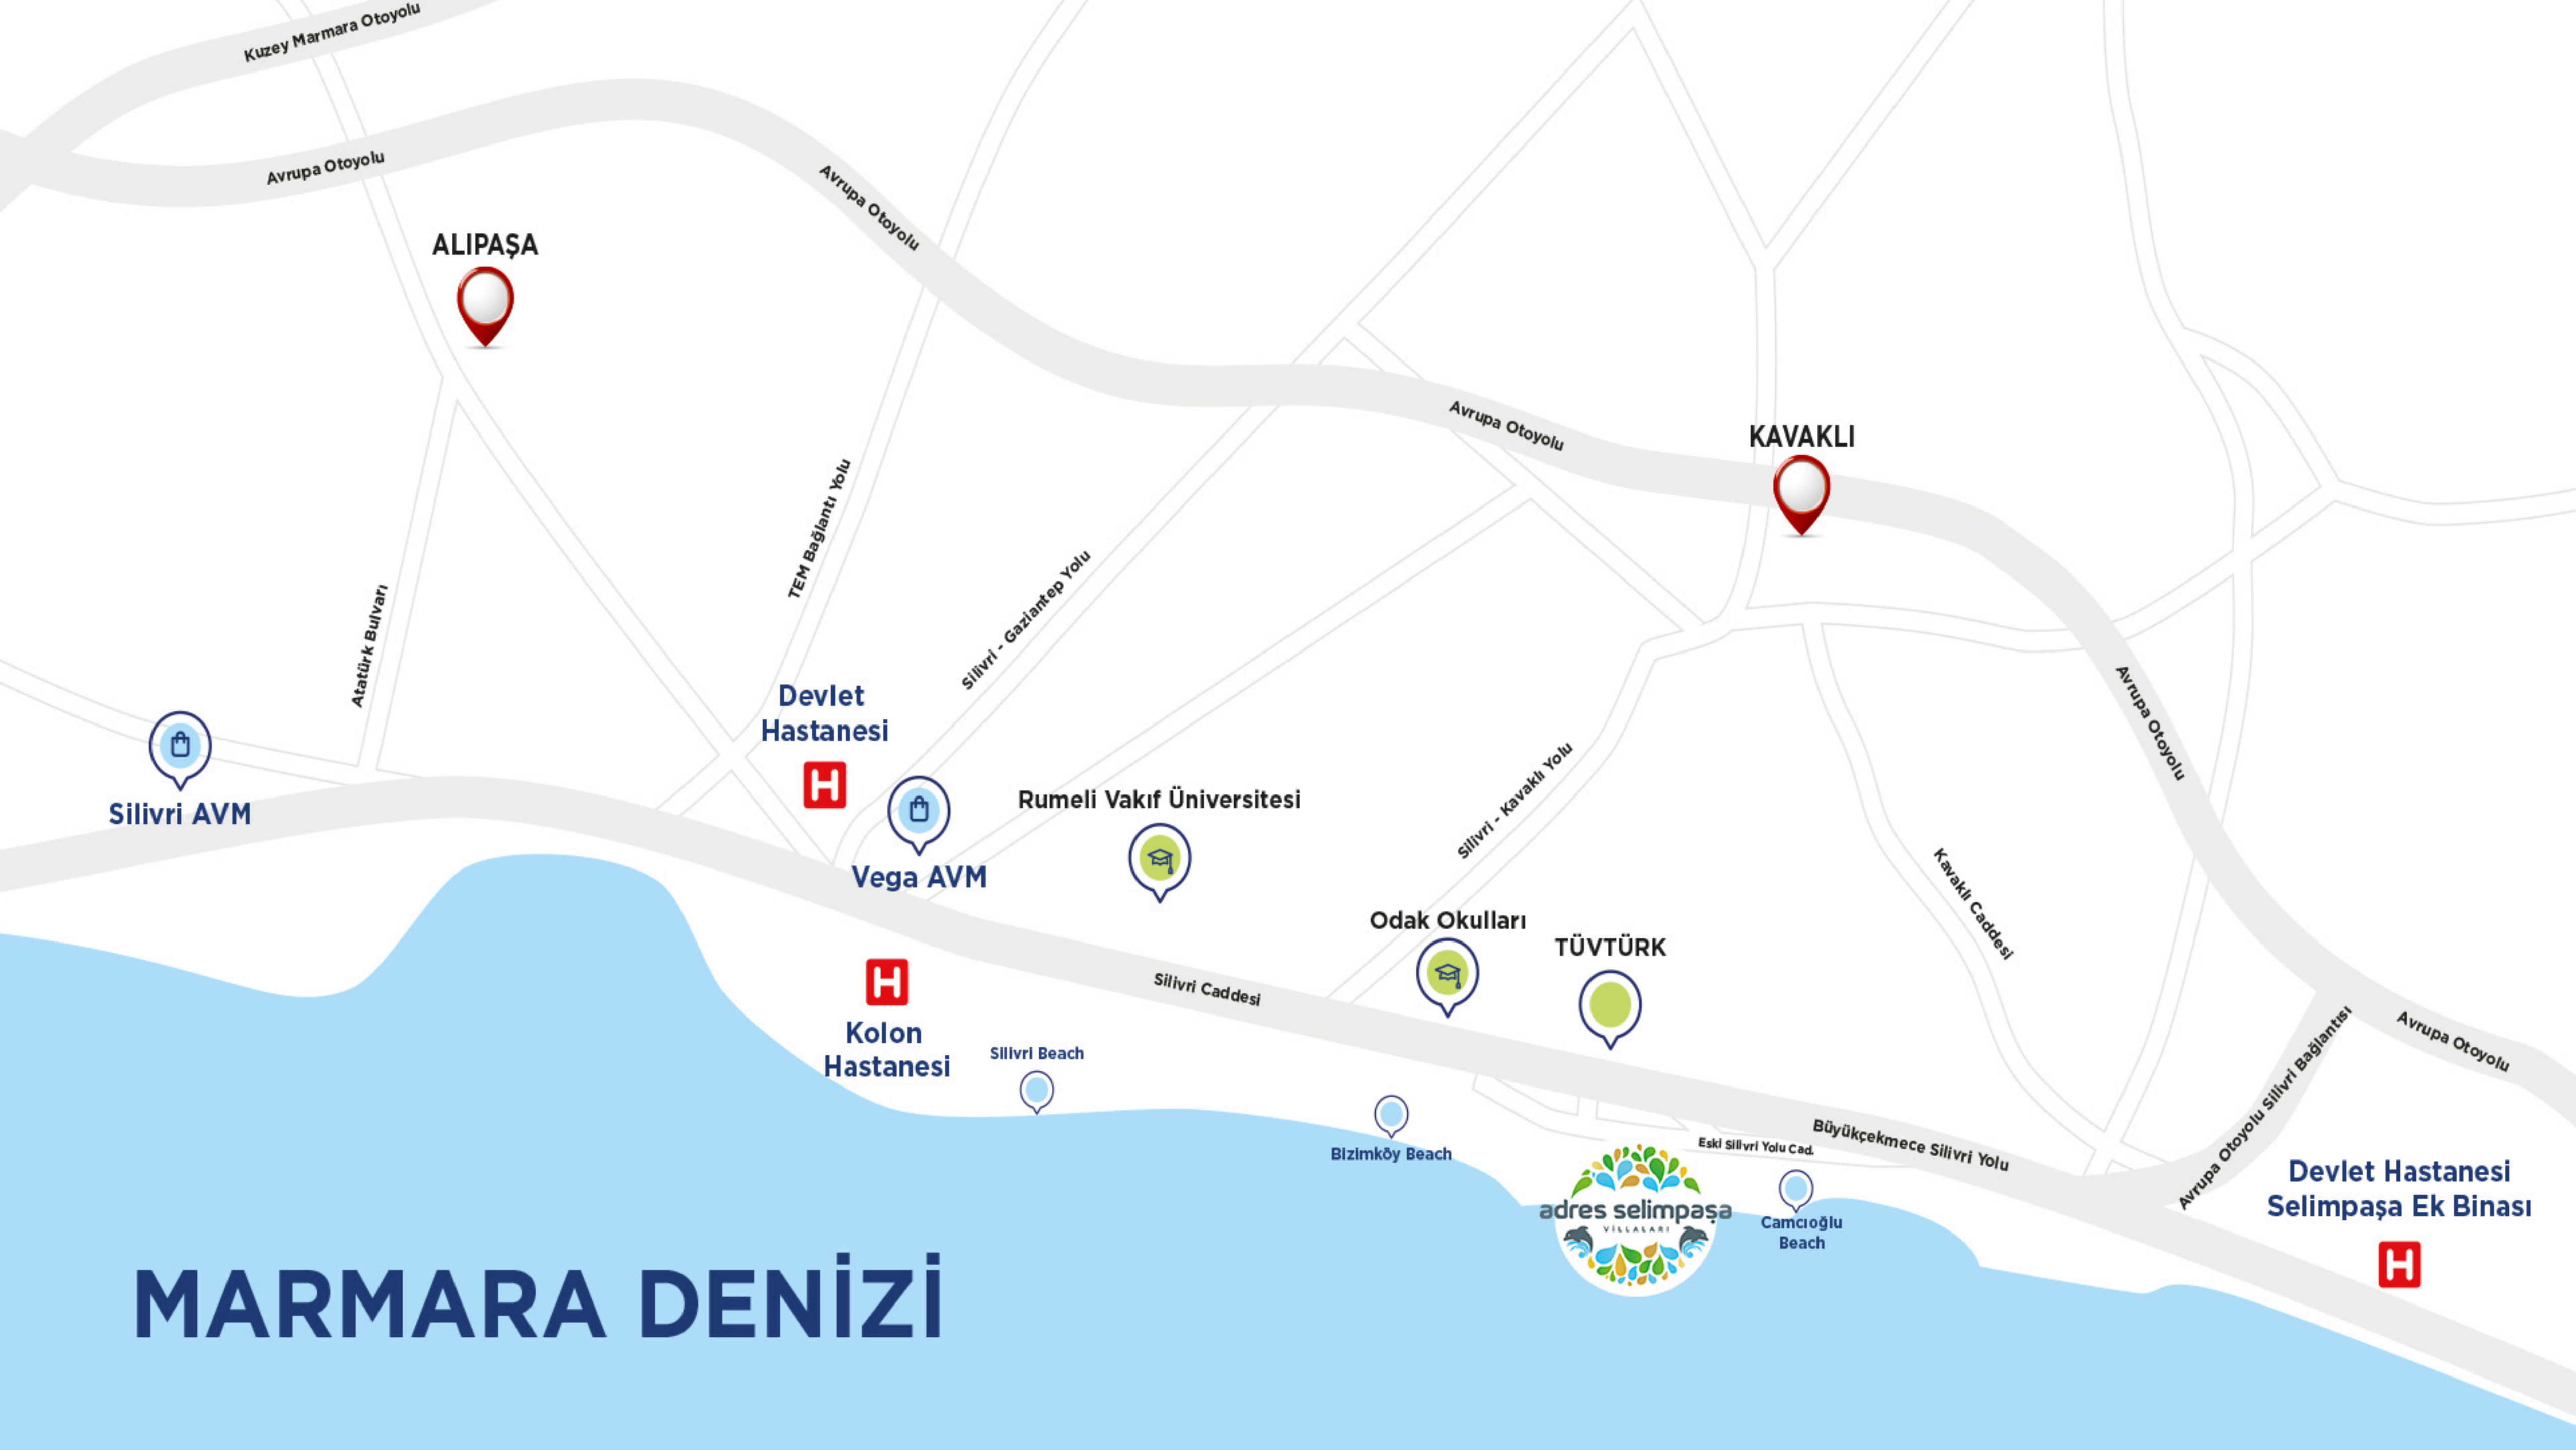 Kuzey Marmara Otoyolu
Avrupa Otoyolu
Avrupa Otoyolu
ALIPAŞA
Avrupa Otoyolu
KAVAKLI
TEM Bağlantı Yolu
Silivri - Gaziantep Yolu
Atatürk Bulvarı
Avrupa Otoyolu
Devlet
Hastanesi
Silivri AVM
Vega AVM
Rumeli Vakıf Üniversitesi
Silivri - Kavaklı Yolu
Kavaklı Caddesi
Odak Okulları
TÜVTÜRK
Silivri Caddesi
Kolon
Hastanesi
Silivri Beach
Bizimköy Beach
Eski Silivri Yolu Cad.
Büyükçekmece Silivri Yolu
Avrupa Otoyolu Silivri Bağlantısı
Avrupa Otoyolu
adres selimpaşa
VİLLALARI
Camcıoğlu
Beach
Devlet Hastanesi
Selimpaşa Ek Binası
MARMARA DENİZİ